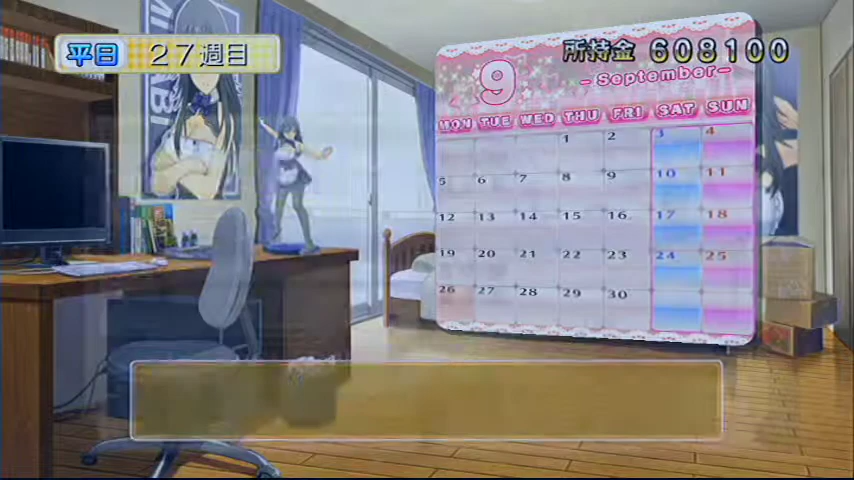 平日 27週目
所持金 608100
9
-September-
MON TUE WED THU FRI SAT SUN
1 2 3 4
5 6 7 8 9 10 11
12 13 14 15 16 17 18
19 20 21 22 23 24 25
26 27 28 29 30